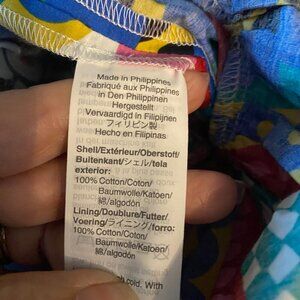 Made in Philippines
Fabriqué aux Philippines
in Den Philippinen
Hergestellt
Vervaardigd in Filipijnen
フィリピン製
Hecho en Filipinas
Shell/Extérieur/Oberstoff/
Buitenkant/シェル/tela
exterior:
100% Cotton/Coton/
Baumwolle/Katoen/
綿/algodón
Lining/Doublure/Futter/
Voering/ライニング/forro:
100% Cotton/Coton/
Baumwolle/Katoen/
綿/algodón
cold. With